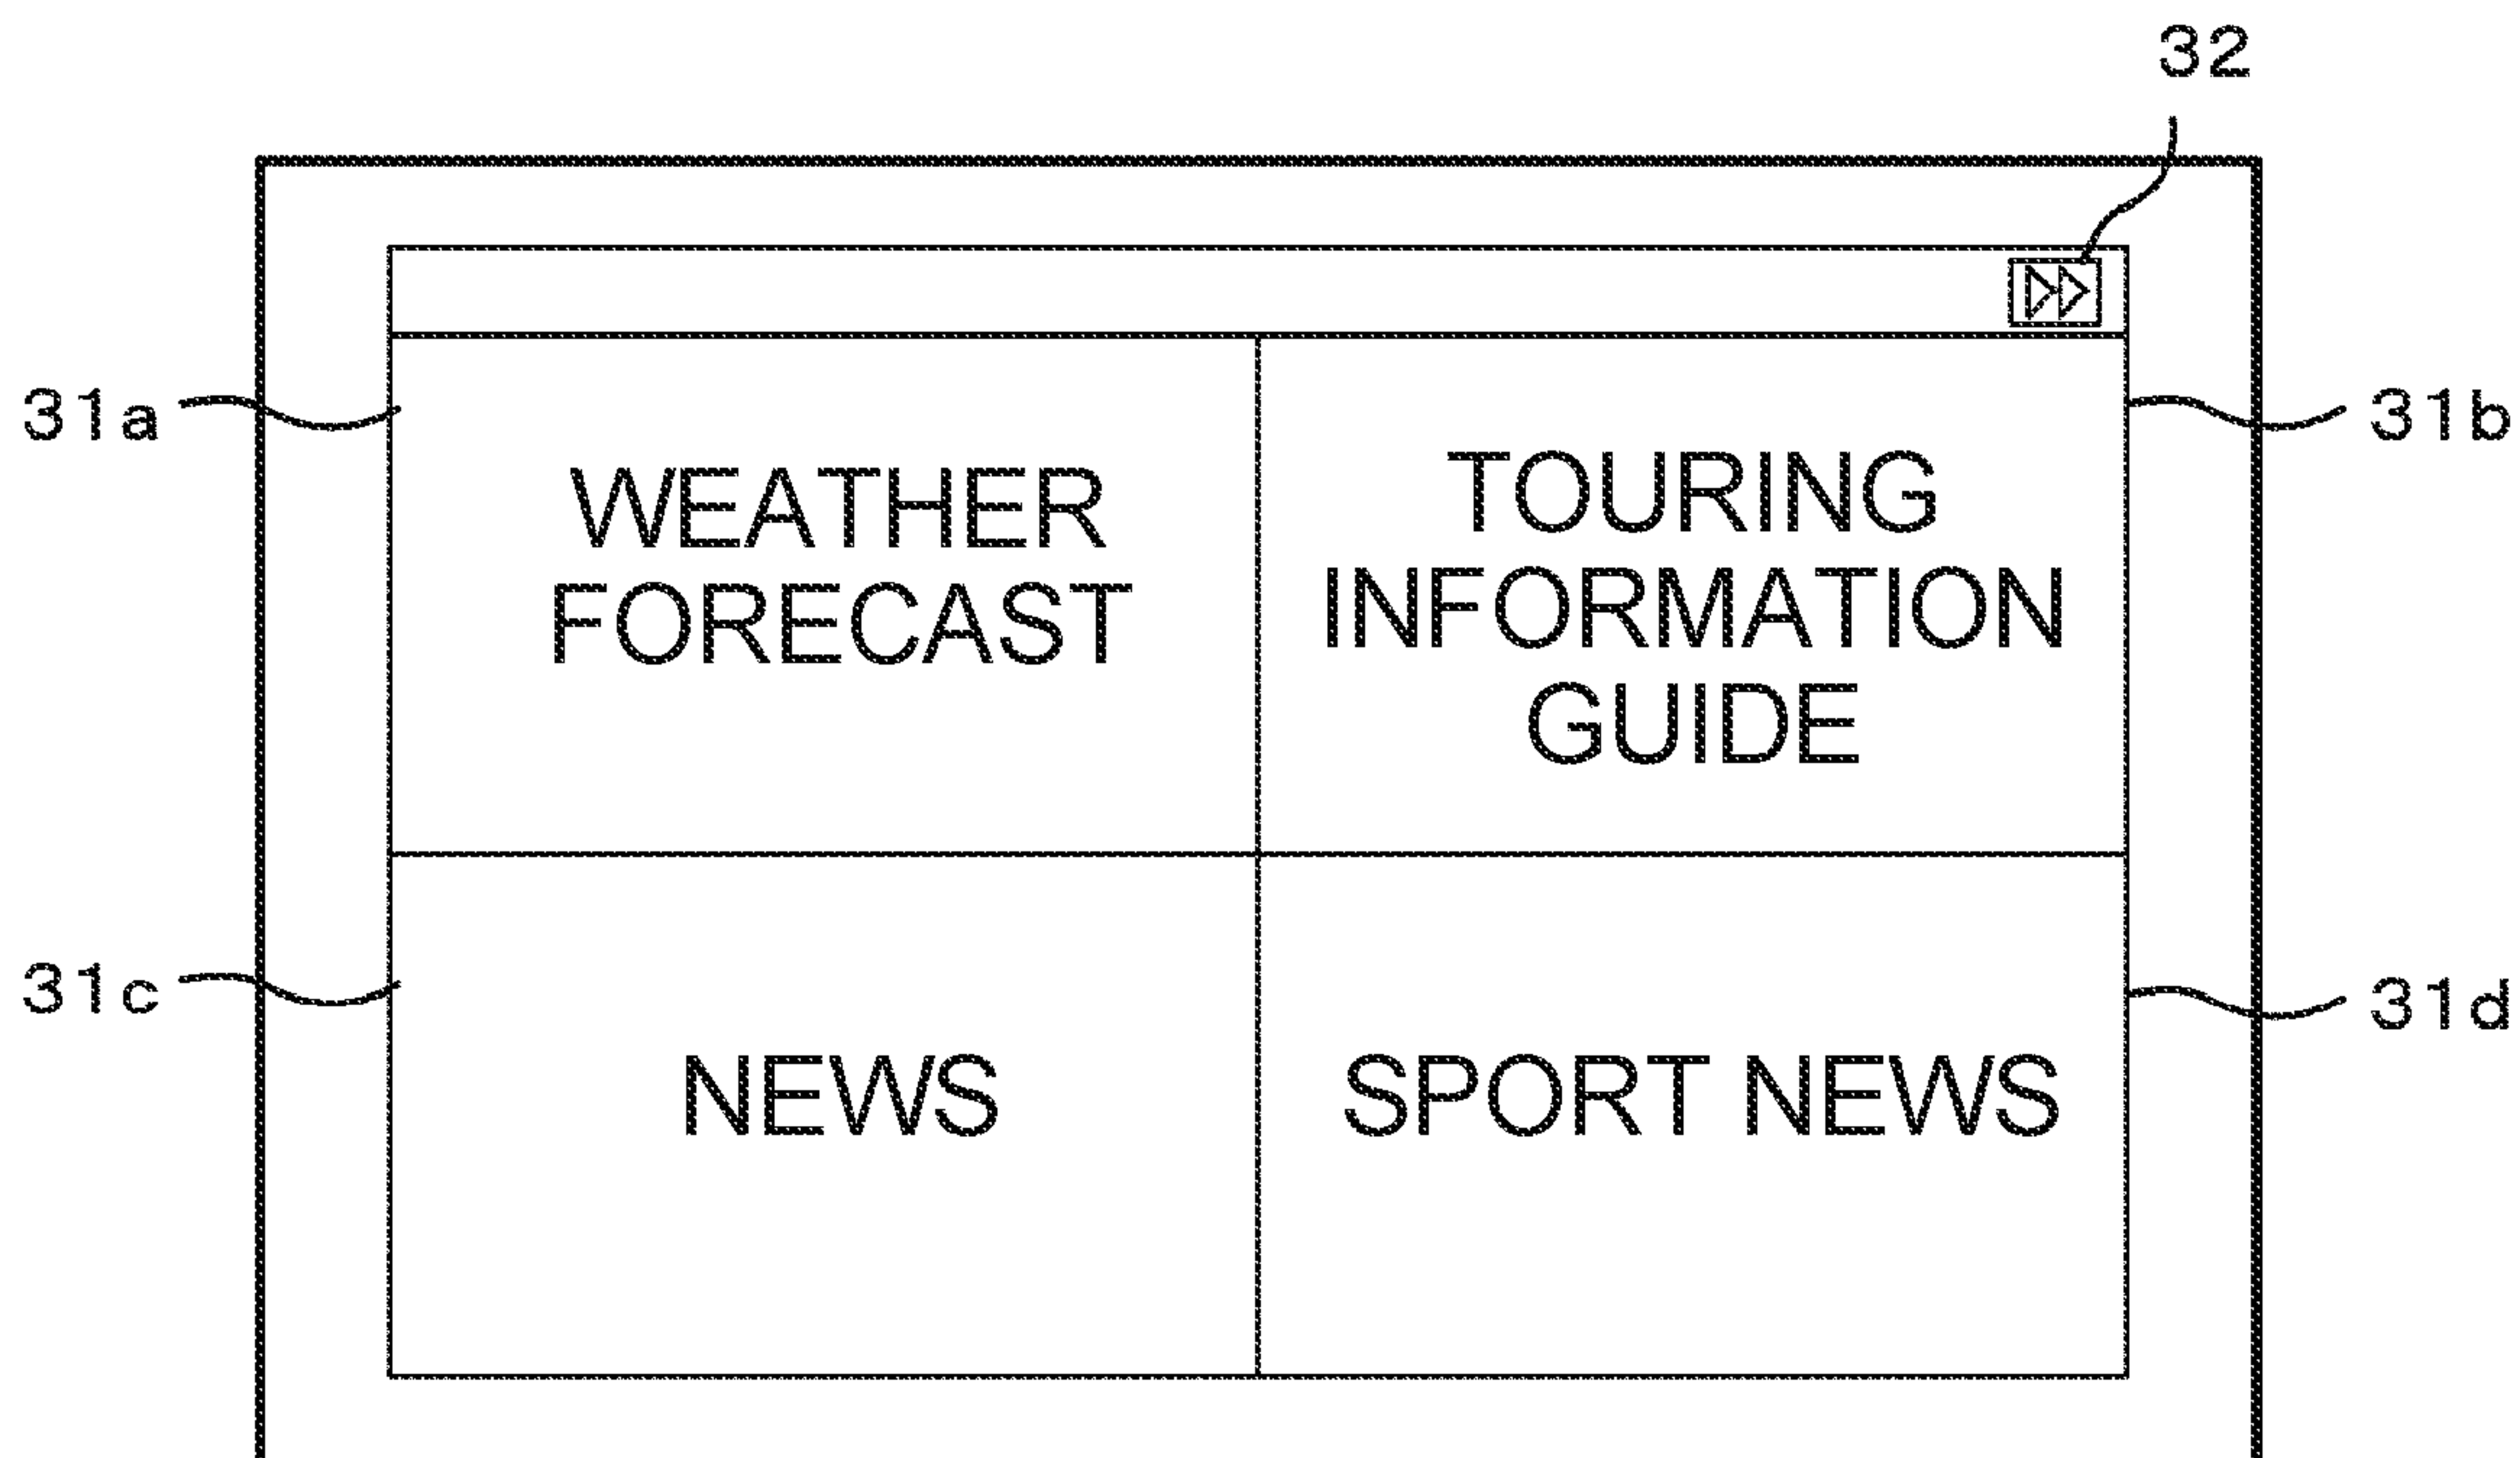 32
31a
31b
WEATHER
FORECAST
TOURING
INFORMATION
GUIDE
31c
31d
NEWS
SPORT NEWS